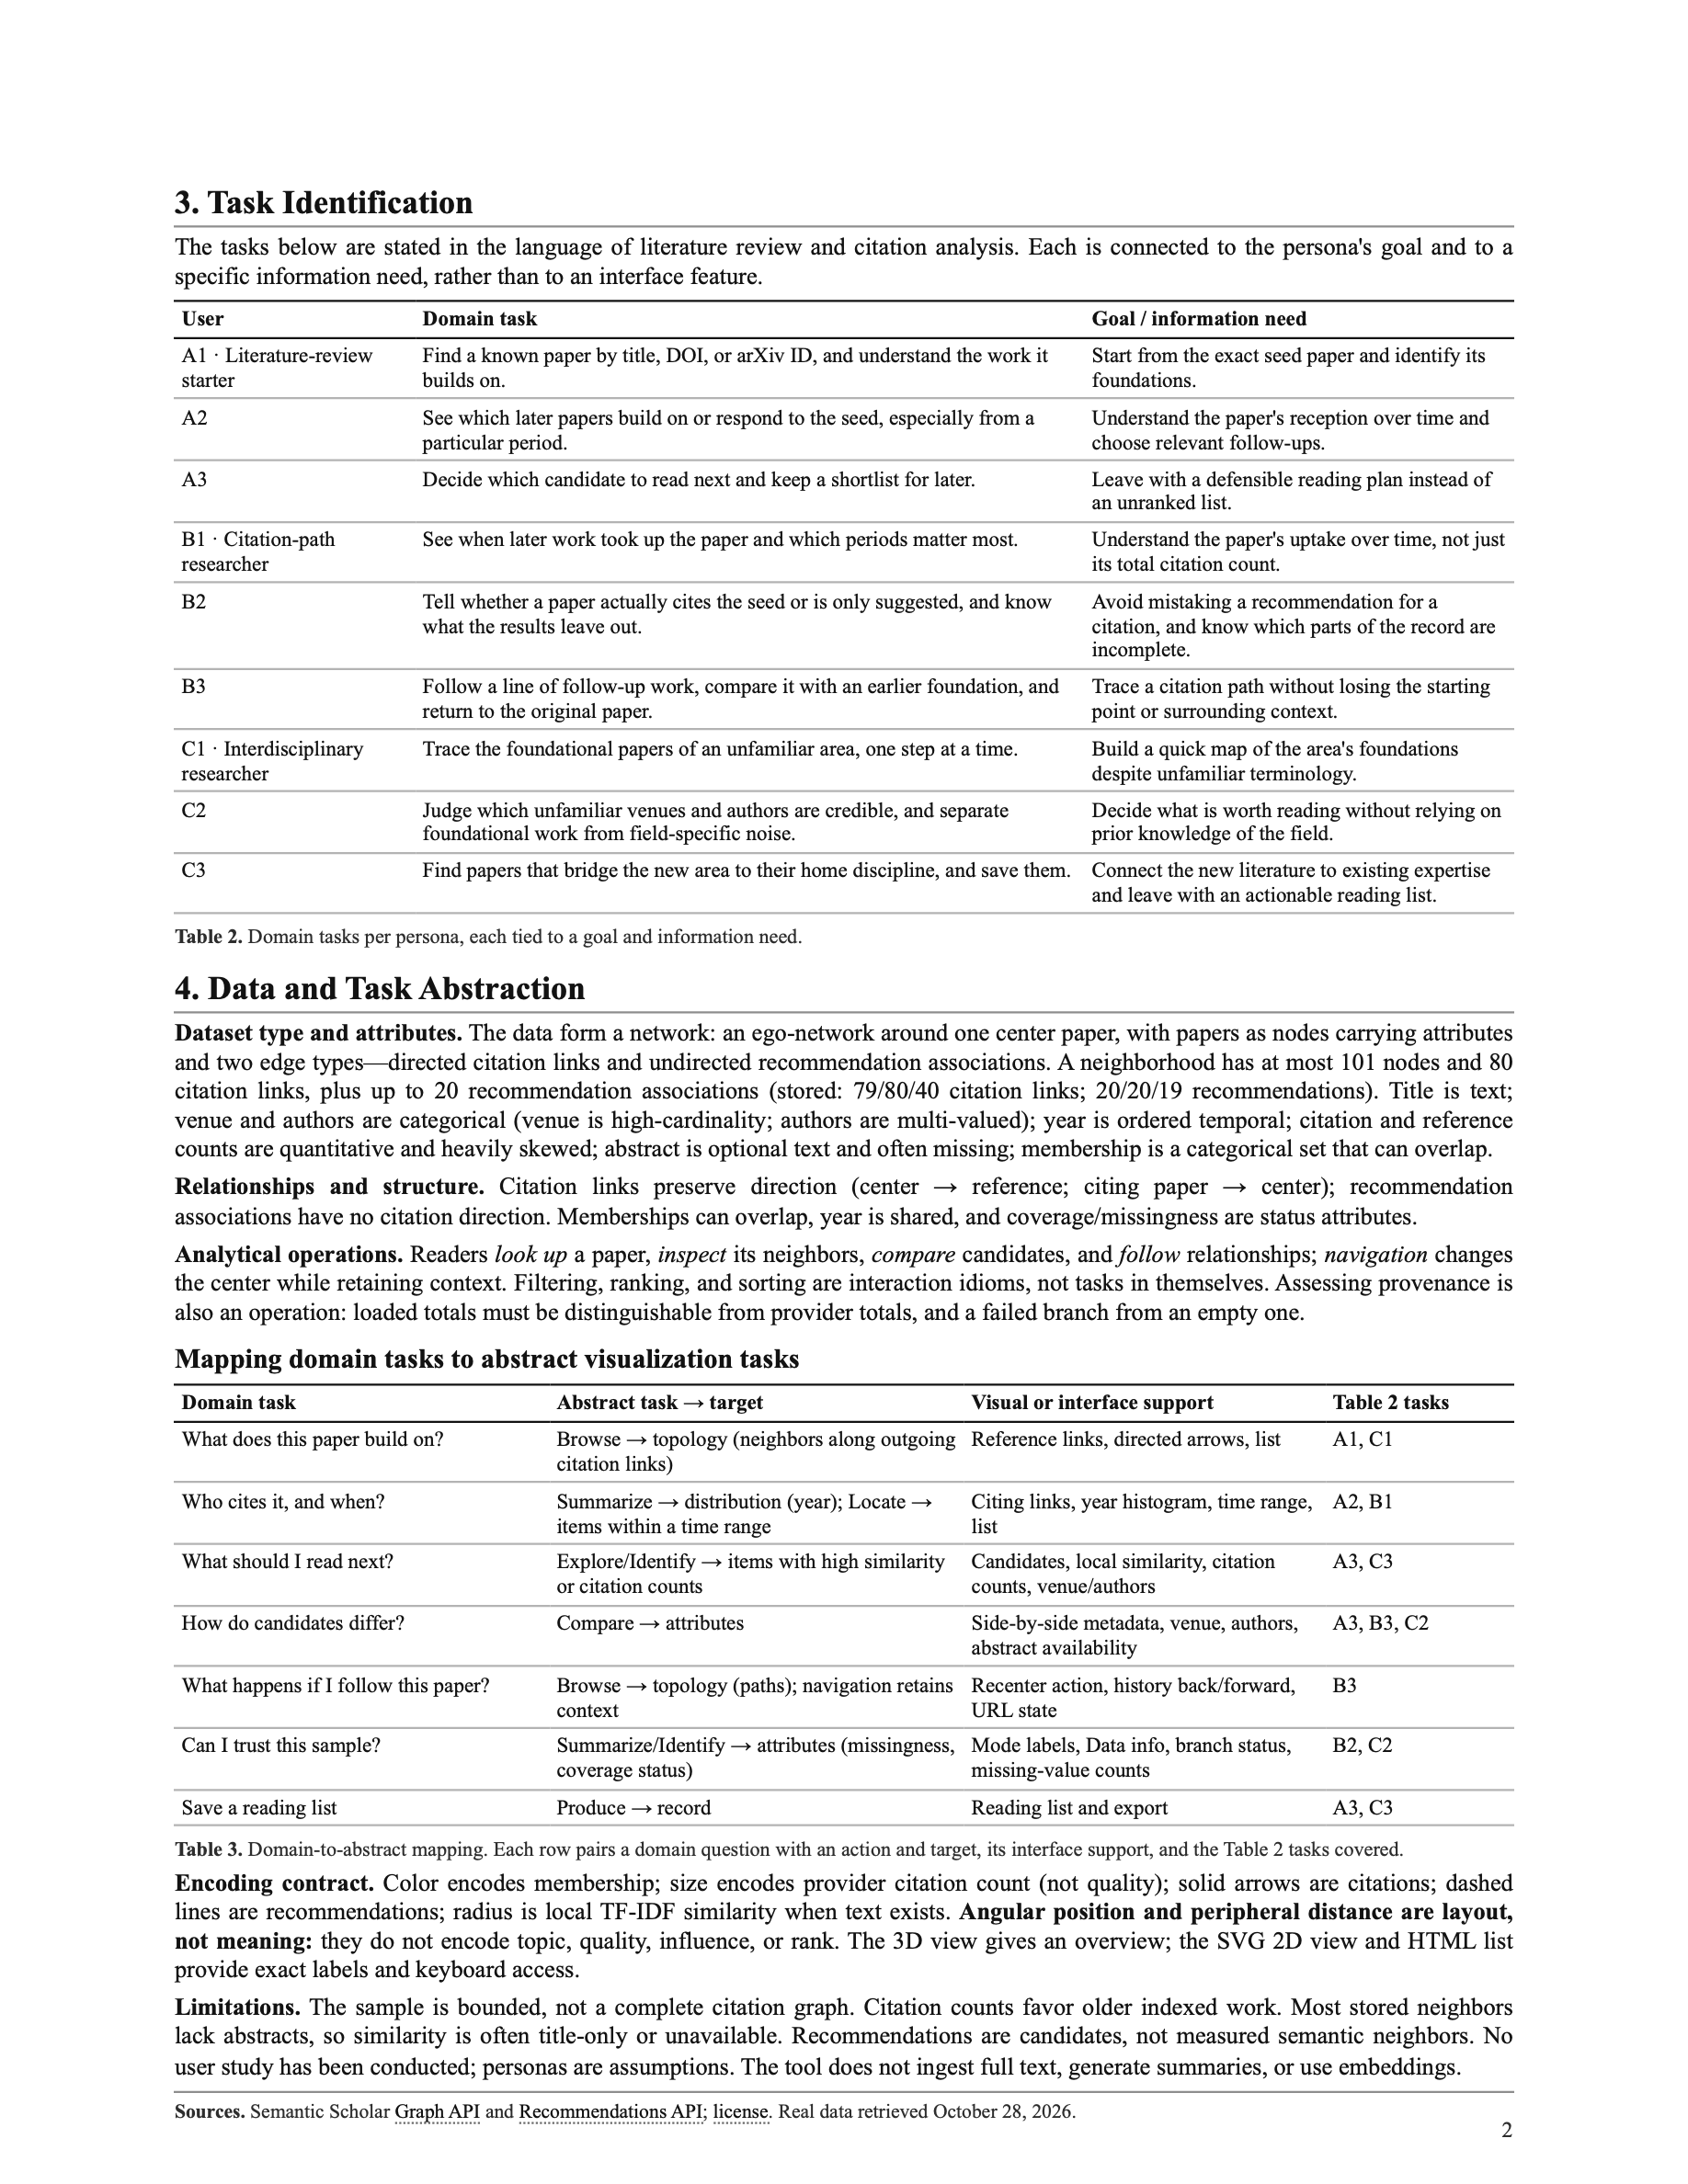 3. Task Identification
The tasks below are stated in the language of literature review and citation analysis. Each is connected to the persona's goal and to a
specific information need, rather than to an interface feature.
User Domain task Goal / information need
A1 · Literature-review Find a known paper by title, DOI, or arXiv ID, and understand the work it Start from the exact seed paper and identify its
starter builds on. foundations.
A2 See which later papers build on or respond to the seed, especially from a Understand the paper's reception over time and
particular period. choose relevant follow-ups.
A3 Decide which candidate to read next and keep a shortlist for later. Leave with a defensible reading plan instead of
an unranked list.
B1 · Citation-path See when later work took up the paper and which periods matter most. Understand the paper's uptake over time, not just
researcher its total citation count.
B2 Tell whether a paper actually cites the seed or is only suggested, and know Avoid mistaking a recommendation for a
what the results leave out. citation, and know which parts of the record are
incomplete.
B3 Follow a line of follow-up work, compare it with an earlier foundation, and Trace a citation path without losing the starting
return to the original paper. point or surrounding context.
C1 · Interdisciplinary Trace the foundational papers of an unfamiliar area, one step at a time. Build a quick map of the area's foundations
researcher despite unfamiliar terminology.
C2 Judge which unfamiliar venues and authors are credible, and separate Decide what is worth reading without relying on
foundational work from field-specific noise. prior knowledge of the field.
C3 Find papers that bridge the new area to their home discipline, and save them. Connect the new literature to existing expertise
and leave with an actionable reading list.
Table 2. Domain tasks per persona, each tied to a goal and information need.
4. Data and Task Abstraction
Dataset type and attributes. The data form a network: an ego-network around one center paper, with papers as nodes carrying attributes
and two edge types—directed citation links and undirected recommendation associations. A neighborhood has at most 101 nodes and 80
citation links, plus up to 20 recommendation associations (stored: 79/80/40 citation links; 20/20/19 recommendations). Title is text;
venue and authors are categorical (venue is high-cardinality; authors are multi-valued); year is ordered temporal; citation and reference
counts are quantitative and heavily skewed; abstract is optional text and often missing; membership is a categorical set that can overlap.
Relationships and structure. Citation links preserve direction (center → reference; citing paper → center); recommendation
associations have no citation direction. Memberships can overlap, year is shared, and coverage/missingness are status attributes.
Analytical operations. Readers look up a paper, inspect its neighbors, compare candidates, and follow relationships; navigation changes
the center while retaining context. Filtering, ranking, and sorting are interaction idioms, not tasks in themselves. Assessing provenance is
also an operation: loaded totals must be distinguishable from provider totals, and a failed branch from an empty one.
Mapping domain tasks to abstract visualization tasks
Domain task Abstract task → target Visual or interface support Table 2 tasks
What does this paper build on? Browse → topology (neighbors along outgoing Reference links, directed arrows, list A1, C1
citation links)
Who cites it, and when? Summarize → distribution (year); Locate → Citing links, year histogram, time range, A2, B1
items within a time range list
What should I read next? Explore/Identify → items with high similarity Candidates, local similarity, citation A3, C3
or citation counts counts, venue/authors
How do candidates differ? Compare → attributes Side-by-side metadata, venue, authors, A3, B3, C2
abstract availability
What happens if I follow this paper? Browse → topology (paths); navigation retains Recenter action, history back/forward, B3
context URL state
Can I trust this sample? Summarize/Identify → attributes (missingness, Mode labels, Data info, branch status, B2, C2
coverage status) missing-value counts
Save a reading list Produce → record Reading list and export A3, C3
Table 3. Domain-to-abstract mapping. Each row pairs a domain question with an action and target, its interface support, and the Table 2 tasks covered.
Encoding contract. Color encodes membership; size encodes provider citation count (not quality); solid arrows are citations; dashed
lines are recommendations; radius is local TF-IDF similarity when text exists. Angular position and peripheral distance are layout,
not meaning: they do not encode topic, quality, influence, or rank. The 3D view gives an overview; the SVG 2D view and HTML list
provide exact labels and keyboard access.
Limitations. The sample is bounded, not a complete citation graph. Citation counts favor older indexed work. Most stored neighbors
lack abstracts, so similarity is often title-only or unavailable. Recommendations are candidates, not measured semantic neighbors. No
user study has been conducted; personas are assumptions. The tool does not ingest full text, generate summaries, or use embeddings.
Sources. Semantic Scholar Graph API and Recommendations API; license. Real data retrieved October 28, 2026.
2